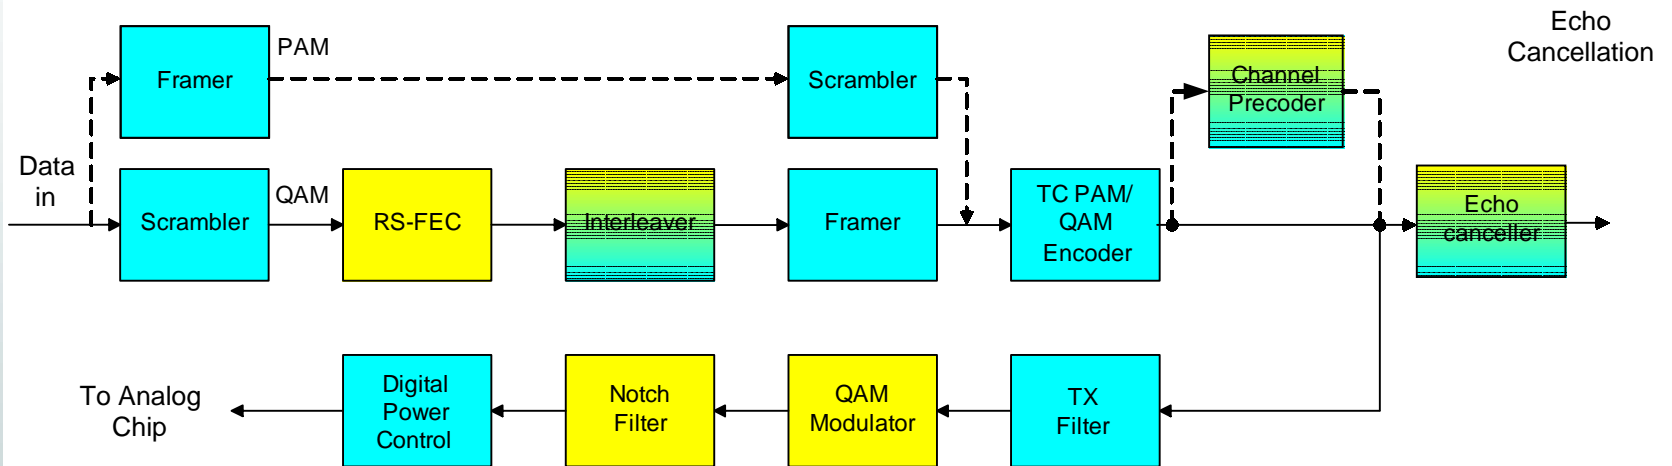 Echo
Cancellation
Framer
PAM
Scrambler
Channel
Precoder
Data
in
Scrambler
QAM
RS-FEC
Interleaver
Framer
TC PAM/
QAM
Encoder
Echo
canceller
To Analog
Chip
Digital
Power
Control
Notch
Filter
QAM
Modulator
TX
Filter